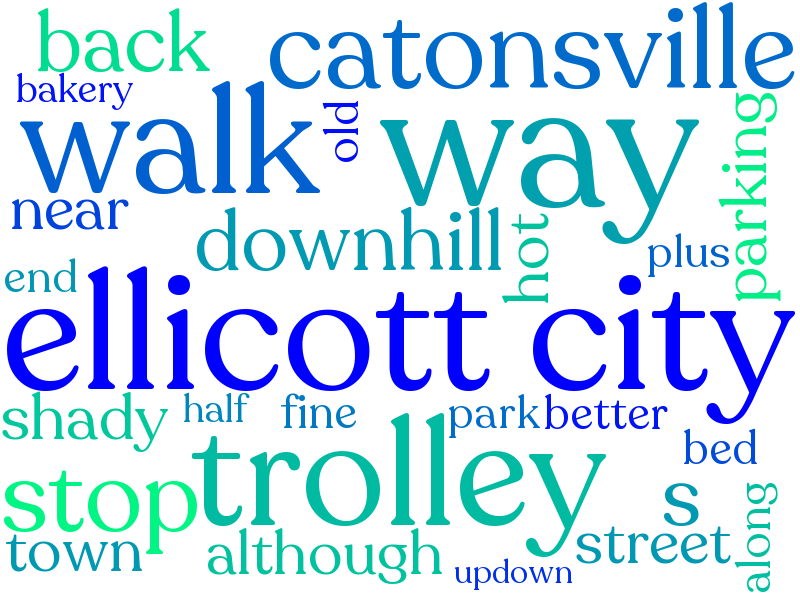 back
catonsville
bakery
walk
old
way
parking
near
downhill
hot
plus
end
ellicott city
shady
half
fine
park
better
trolley
bed
stop
s
along
town
although
street
updown